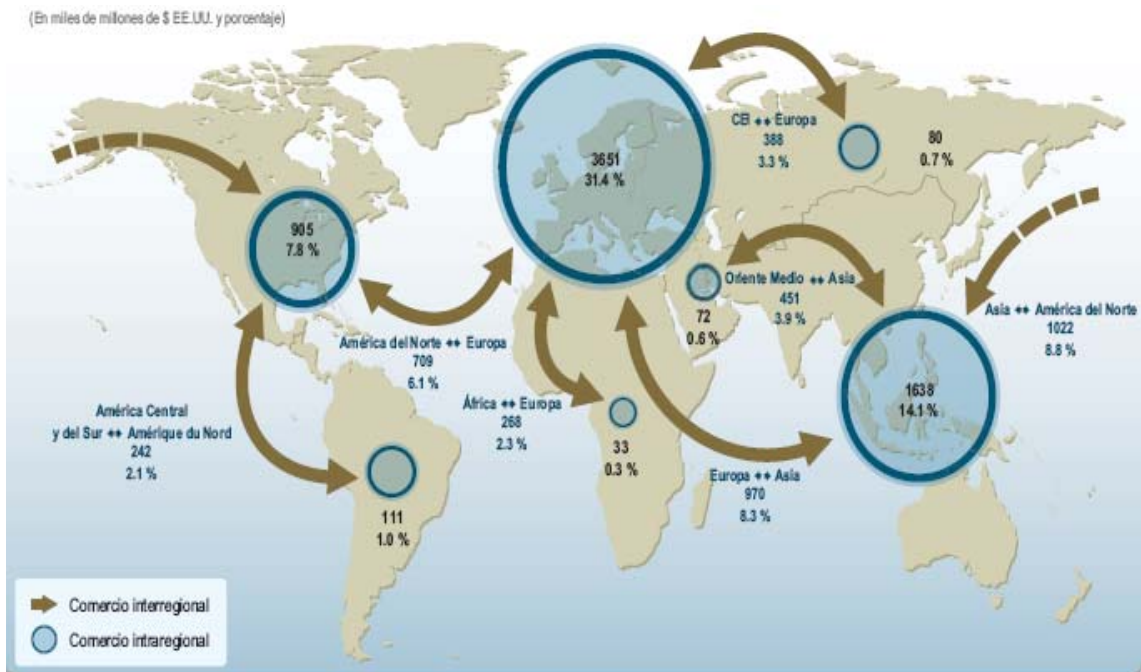 (En miles de millones de $ EE.UU. y porcentaje)
3651
31.4 %
CEI ↔ Europa
388
3.3 %
80
0.7 %
905
7.8 %
Oriente Medio ↔ Asia
451
3.9 %
72
0.6 %
Asia ↔ América del Norte
1022
8.8 %
América del Norte ↔ Europa
709
6.1 %
África ↔ Europa
268
2.3 %
1638
14.1 %
América Central
y del Sur ↔ Amérique du Nord
242
2.1 %
33
0.3 %
Europa ↔ Asia
970
8.3 %
111
1.0 %
Comercio interregional
Comercio intraregional